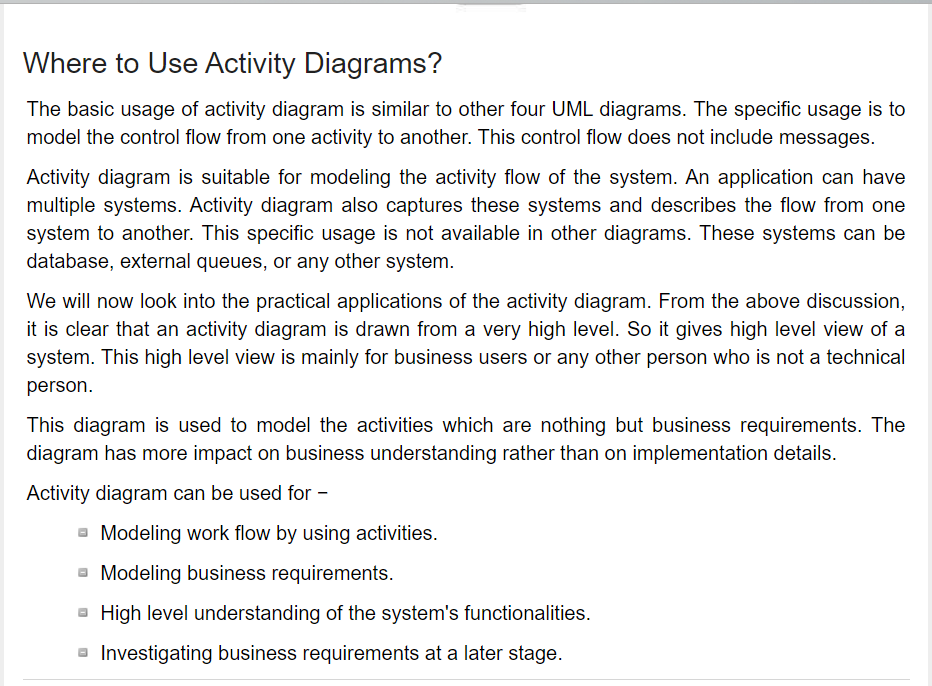 Where to Use Activity Diagrams?
The basic usage of activity diagram is similar to other four UML diagrams. The specific usage is to
model the control flow from one activity to another. This control flow does not include messages.
Activity diagram is suitable for modeling the activity flow of the system. An application can have
multiple systems. Activity diagram also captures these systems and describes the flow from one
system to another. This specific usage is not available in other diagrams. These systems can be
database, external queues, or any other system.
We will now look into the practical applications of the activity diagram. From the above discussion,
it is clear that an activity diagram is drawn from a very high level. So it gives high level view of a
system. This high level view is mainly for business users or any other person who is not a technical
person.
This diagram is used to model the activities which are nothing but business requirements. The
diagram has more impact on business understanding rather than on implementation details.
Activity diagram can be used for −
Modeling work flow by using activities.
Modeling business requirements.
High level understanding of the system's functionalities.
Investigating business requirements at a later stage.